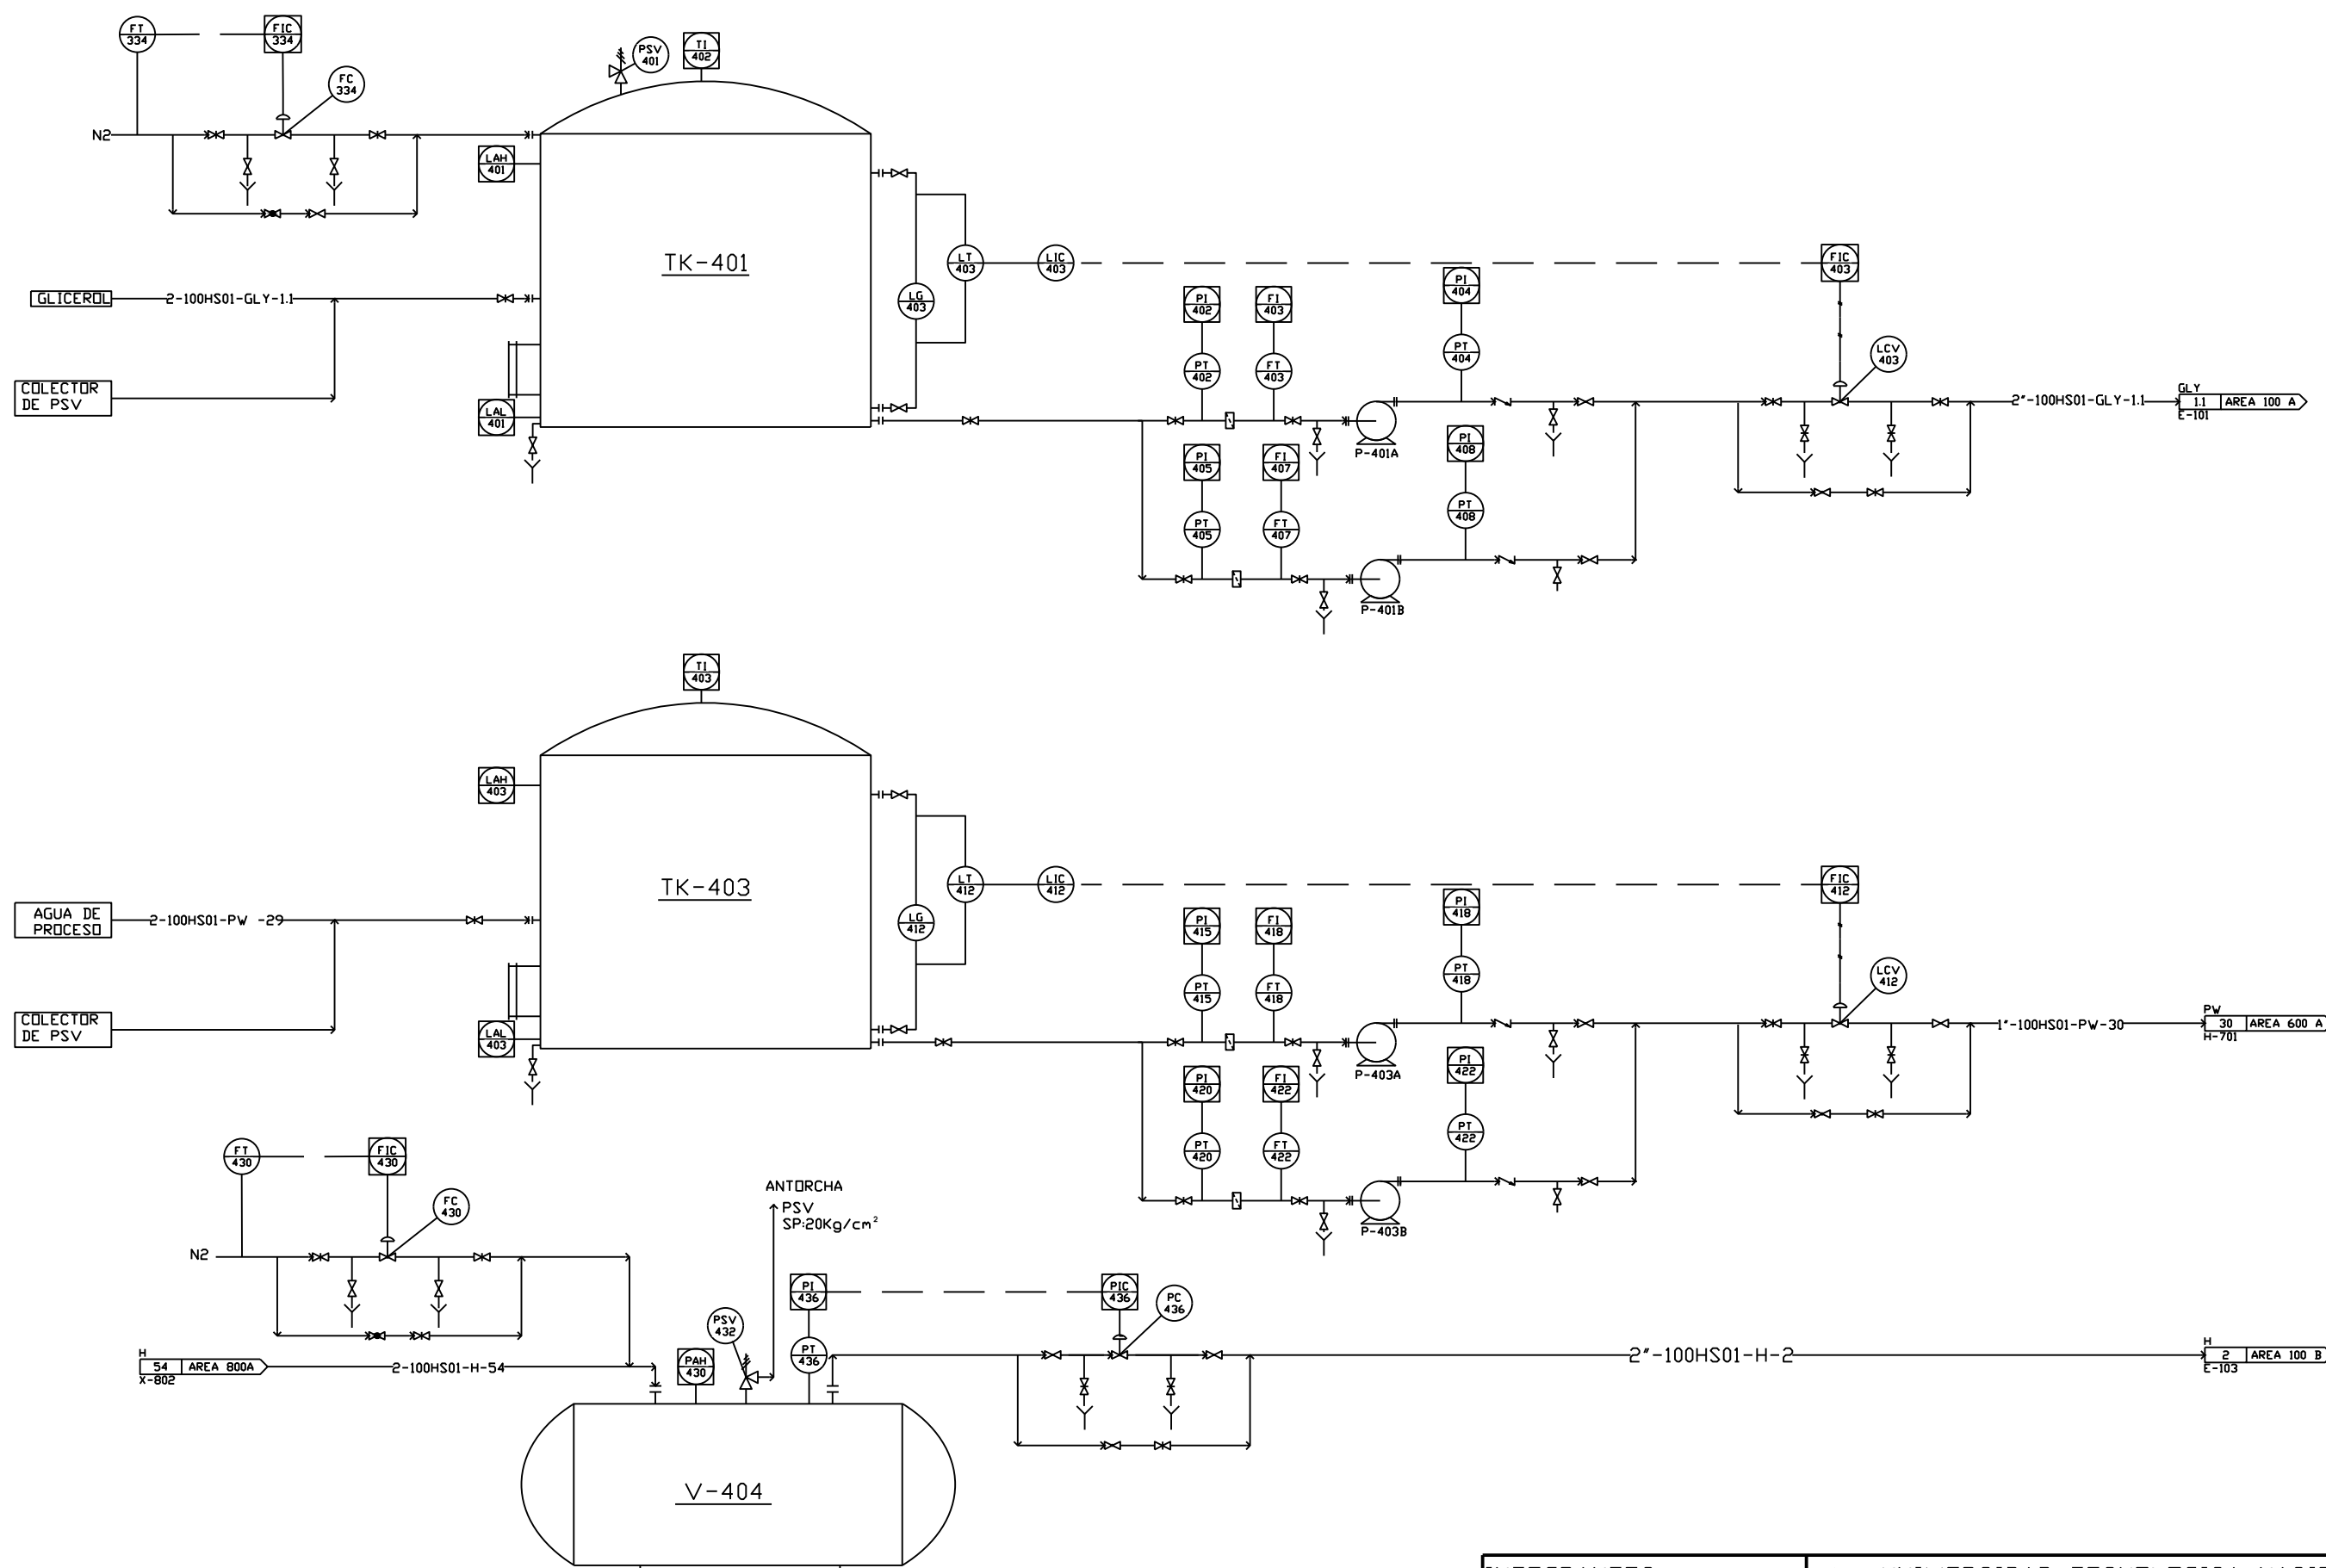 FT
334
FIC
334
FC
334
N2
PSV
401
TI
402
LAH
401
TK-401
LT
403
LIC
403
FIC
403
LG
403
GLICEROL
2-100HS01-GLY-1.1
COLECTOR
DE PSV
LAL
401
PI
402
FI
403
PI
404
PT
402
FT
403
PT
404
LCV
403
2"-100HS01-GLY-1.1
GLY
1.1 AREA 100 A
E-101
P-401A
PI
405
FI
407
PI
408
PT
405
FT
407
PT
408
P-401B
TI
403
LAH
403
TK-403
LT
412
LIC
412
FIC
412
LG
412
AGUA DE
PROCESO
2-100HS01-PW -29
COLECTOR
DE PSV
LAL
403
PI
415
FI
418
PI
418
PT
415
FT
418
PT
418
LCV
412
1"-100HS01-PW-30
PW
30 AREA 600 A
H-701
P-403A
PI
420
FI
422
PI
422
PT
420
FT
422
PT
422
P-403B
FT
430
FIC
430
FC
430
N2
ANTORCHA
PSV
SP:20Kg/cm²
PI
436
PIC
436
PC
436
PSV
432
PT
436
PAH
430
H
54 AREA 800A
X-802
2-100HS01-H-54
2"-100HS01-H-2
H
2 AREA 100 B
E-103
V-404